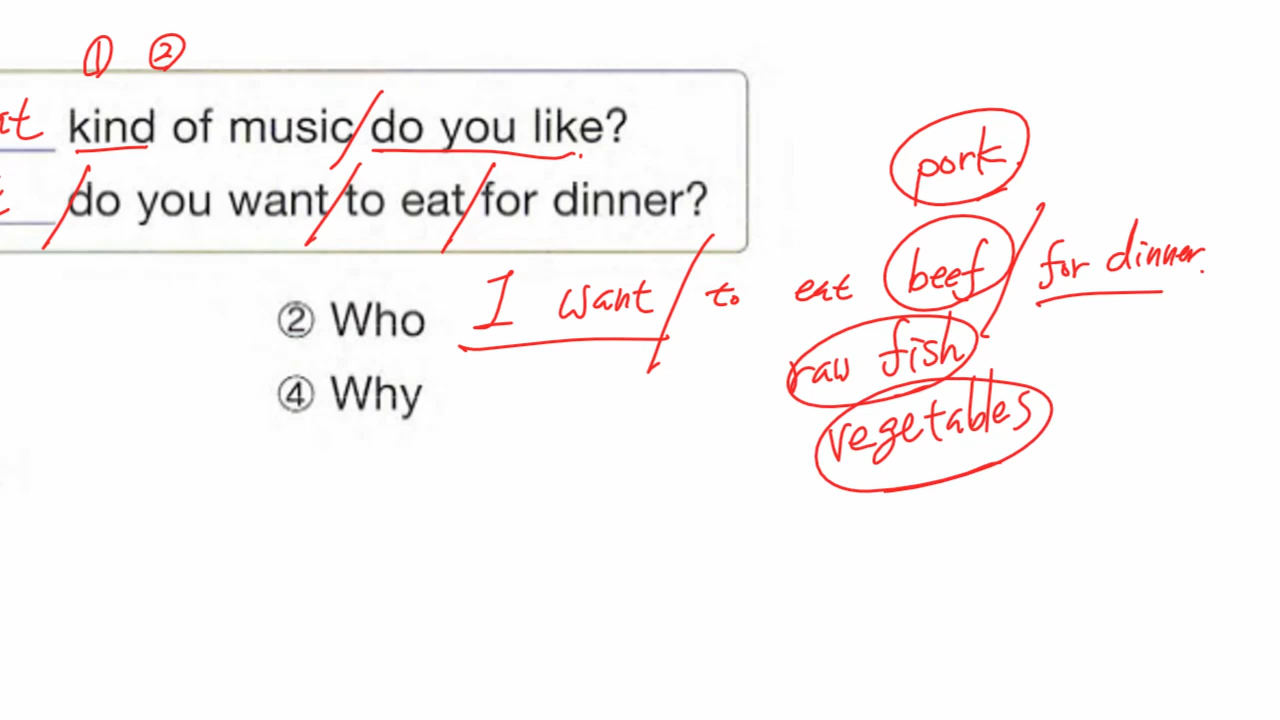 ① ②
kind of music / do you like?
/ do you want / to eat / for dinner?
pork
I want / to eat beef / for dinner.
raw fish
vegetables
② Who
④ Why